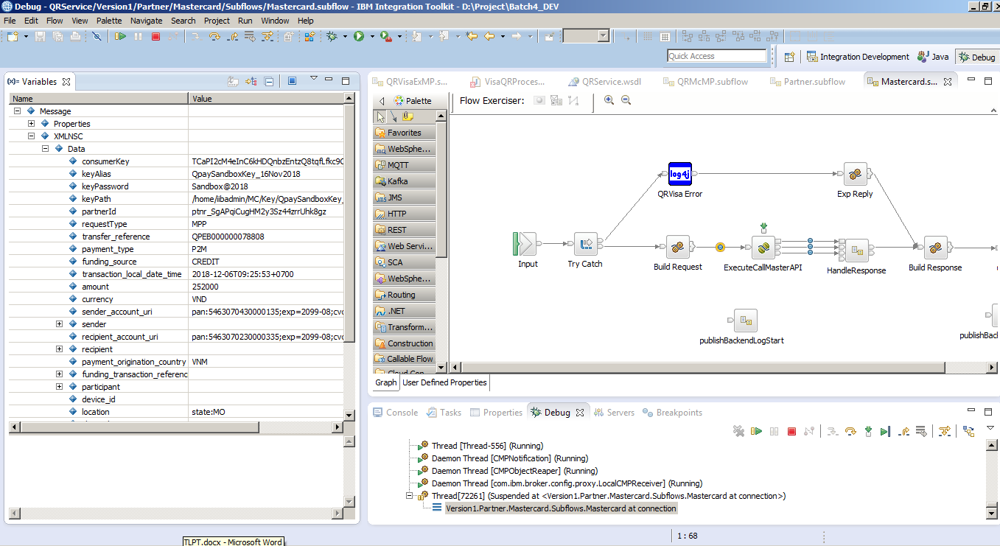 Debug - QRService/Version1/Partner/Mastercard/Subflows/Mastercard.subflow - IBM Integration Toolkit - D:\Project\Batch4_DEV
File Edit Flow View Palette Navigate Search Project Run Window Help
Quick Access
Integration Development
Java
Debug
(x)= Variables
Name Value
Message
Properties
XMLNSC
Data
consumerKey TCaPI2cM4eInC6kHDQnbzEntzQ8tqfLfkc9C
keyAlias QpaySandboxKey_16Nov2018
keyPassword Sandbox@2018
keyPath /home/iibadmin/MC/Key/QpaySandboxKey_
partnerId ptnr_SgAPqiCugHM2y3Sz44zrrUhk8gz
requestType MPP
transfer_reference QPEB000000078808
payment_type P2M
funding_source CREDIT
transaction_local_date_time 2018-12-06T09:25:53+0700
amount 252000
currency VND
sender_account_uri pan:5463070430000135;exp=2099-08;cvc
sender
recipient_account_uri pan:5463070230000335;exp=2099-08;cvc
recipient
payment_origination_country VNM
funding_transaction_referenc
participant
device_id
location state:MO
QRVisaExMP.s... VisaQRProces... QRService.wsdl QRMcMP.subflow Partner.subflow Mastercard.s...
Palette
Flow Exerciser:
Favorites
WebSphe...
MQTT
Kafka
JMS
HTTP
REST
Web Servi...
SCA
WebSphe...
Routing
.NET
Transform...
Construction
Callable Flow
Cloud Con
log4j
QRVisa Error
Exp Reply
Input
Try Catch
Build Request
ExecuteCallMasterAPI
HandleResponse
Build Response
publishBackendLogStart
publishBac
Graph User Defined Properties
Console Tasks Properties Debug Servers Breakpoints
Thread [Thread-556] (Running)
Daemon Thread [CMPNotification] (Running)
Daemon Thread [CMPObjectReaper] (Running)
Daemon Thread [com.ibm.broker.config.proxy.LocalCMPReceiver] (Running)
Thread[72261] (Suspended at <Version1.Partner.Mastercard.Subflows.Mastercard at connection>)
Version1.Partner.Mastercard.Subflows.Mastercard at connection
1 : 68
TLPT.docx - Microsoft Word